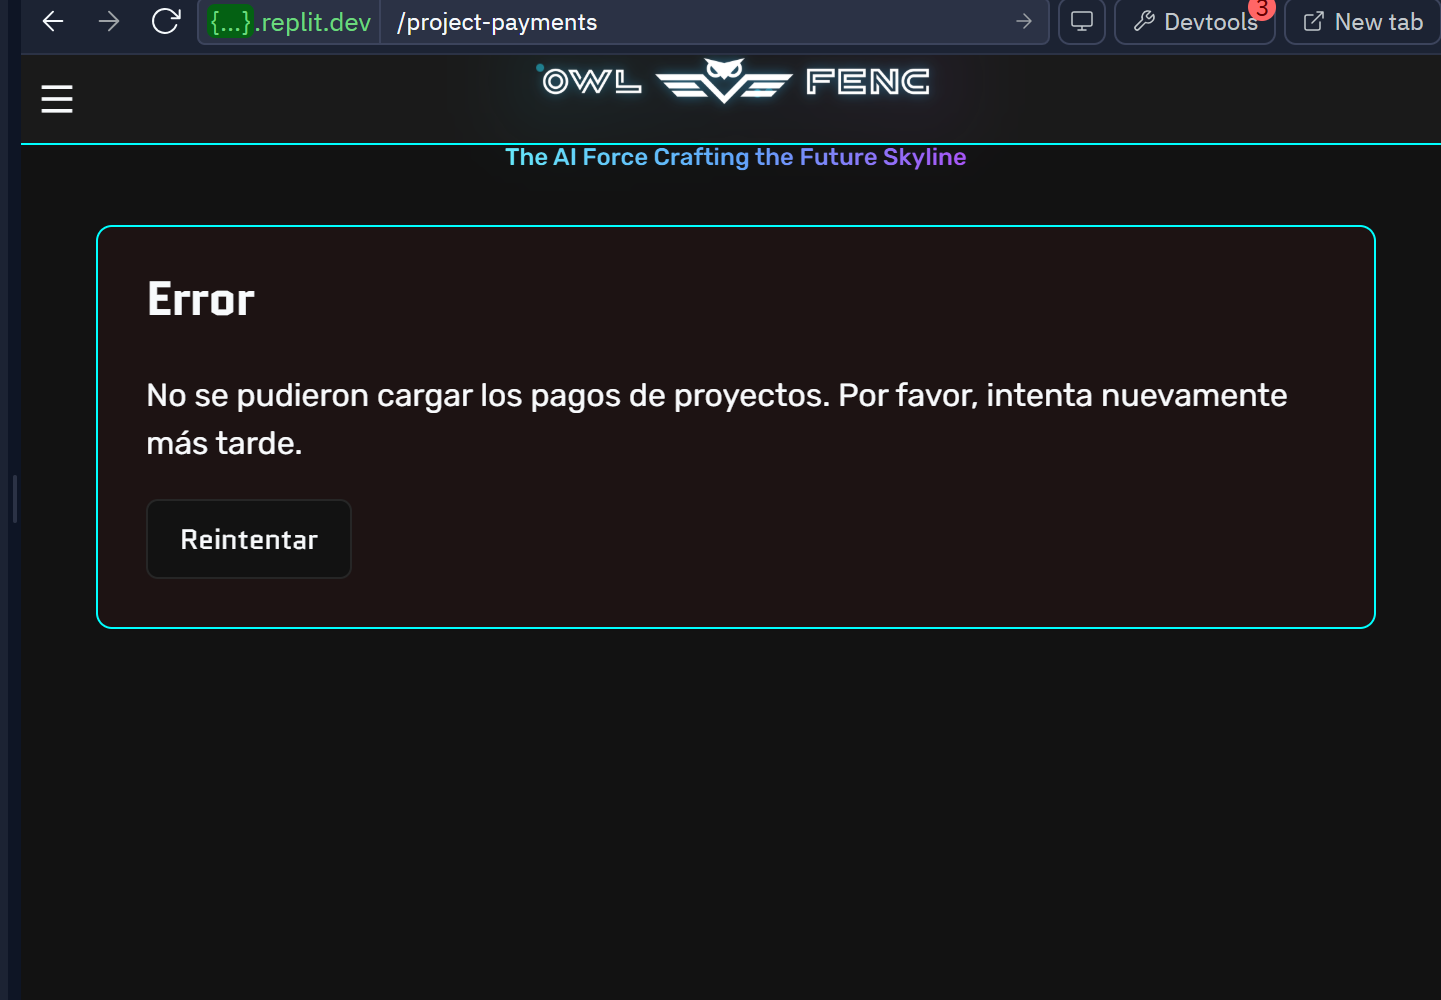 {...}.replit.dev /project-payments Devtools 3 New tab
OWL FENC
The AI Force Crafting the Future Skyline
Error
No se pudieron cargar los pagos de proyectos. Por favor, intenta nuevamente
más tarde.
Reintentar